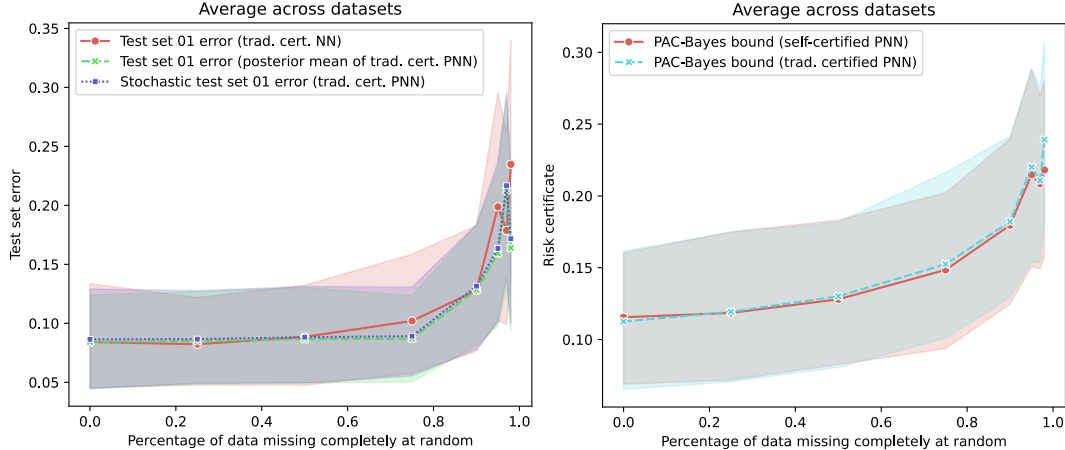 Average across datasets
0.35
0.30
0.25
0.20
0.15
0.10
0.05
Test set error
Test set 01 error (trad. cert. NN)
Test set 01 error (posterior mean of trad. cert. PNN)
Stochastic test set 01 error (trad. cert. PNN)
0.0 0.2 0.4 0.6 0.8 1.0
Percentage of data missing completely at random
Average across datasets
0.30
0.25
0.20
0.15
0.10
Risk certificate
PAC-Bayes bound (self-certified PNN)
PAC-Bayes bound (trad. certified PNN)
0.0 0.2 0.4 0.6 0.8 1.0
Percentage of data missing completely at random